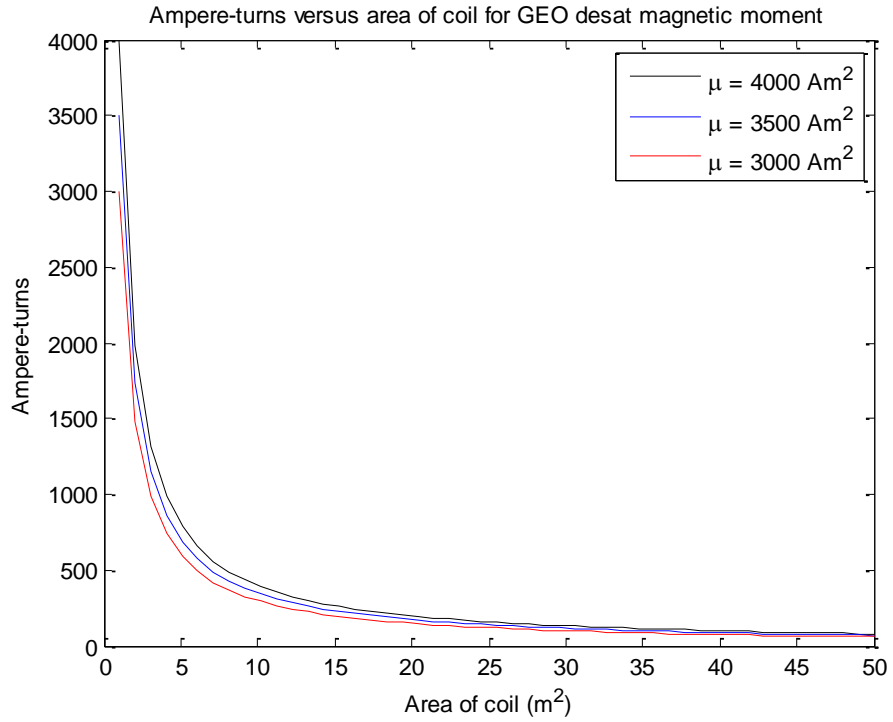 Ampere-turns versus area of coil for GEO desat magnetic moment
μ = 4000 Am²
μ = 3500 Am²
μ = 3000 Am²
Ampere-turns
4000
3500
3000
2500
2000
1500
1000
500
0
0 5 10 15 20 25 30 35 40 45 50
Area of coil (m²)